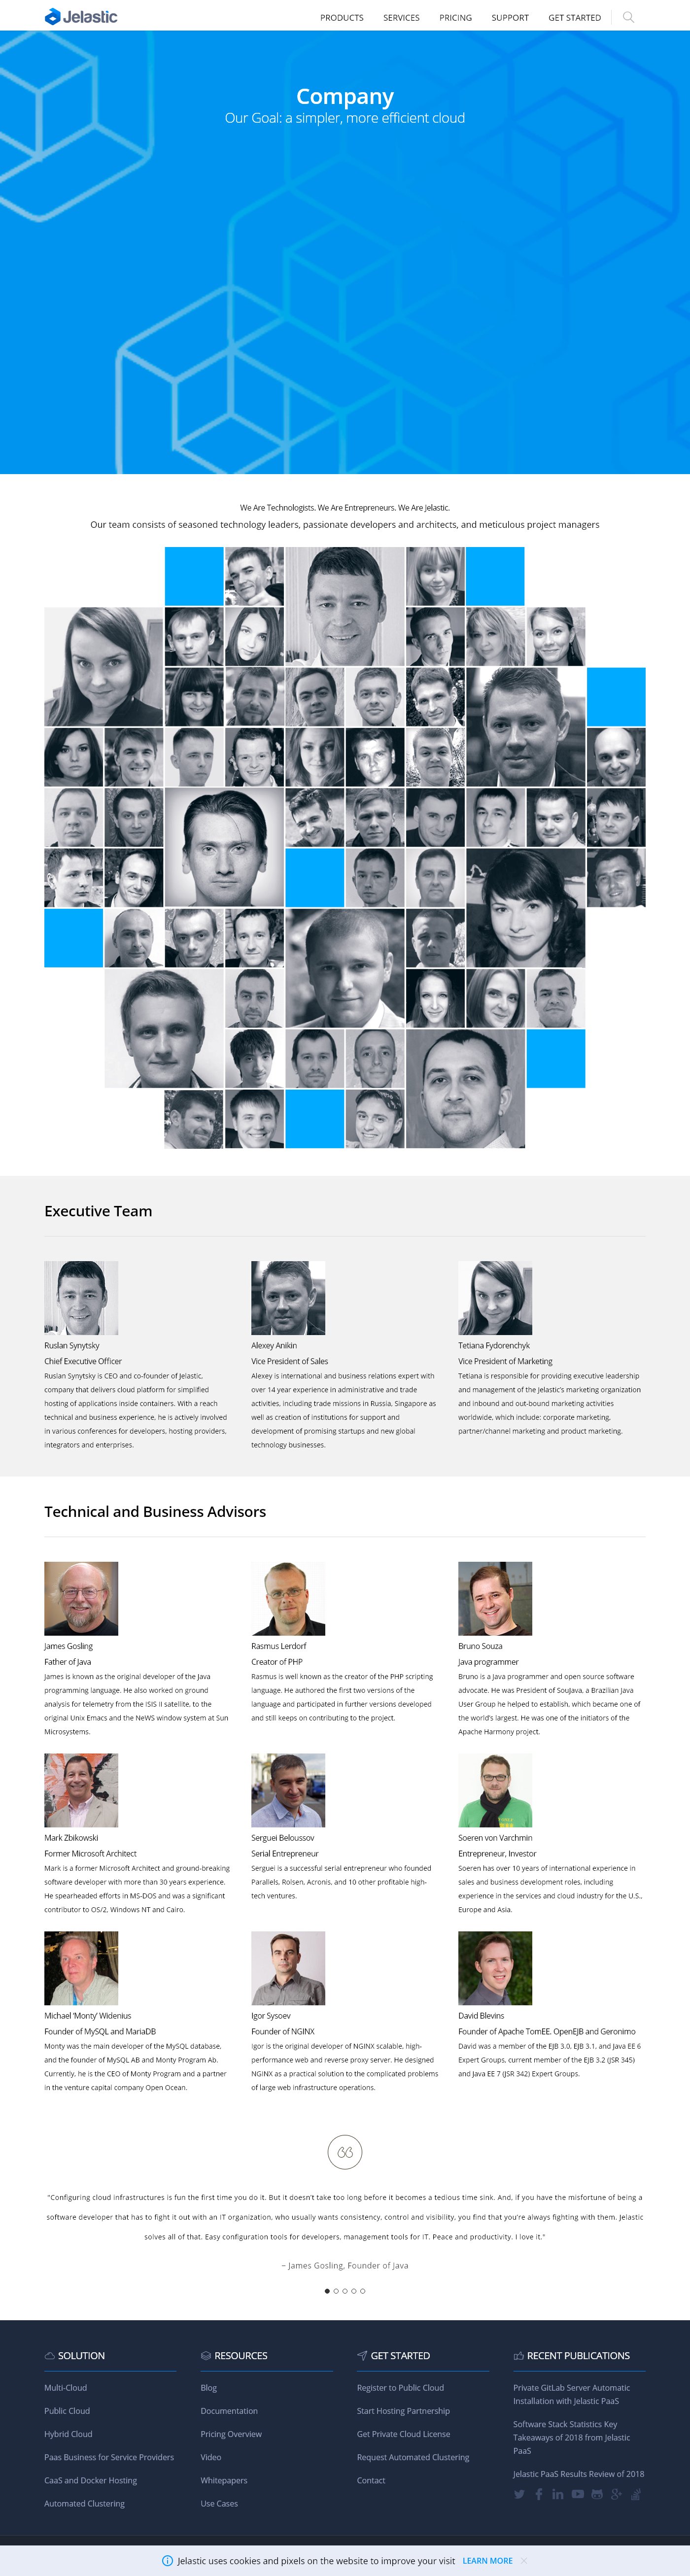 Jelastic
PRODUCTS SERVICES PRICING SUPPORT GET STARTED
Company
Our Goal: a simpler, more efficient cloud
We Are Technologists. We Are Entrepreneurs. We Are Jelastic.
Our team consists of seasoned technology leaders, passionate developers and architects, and meticulous project managers
Executive Team
Ruslan Synytsky
Chief Executive Officer
Ruslan Synytsky is CEO and co-founder of Jelastic,
company that delivers cloud platform for simplified
hosting of applications inside containers. With a reach
technical and business experience, he is actively involved
in various conferences for developers, hosting providers,
integrators and enterprises.
Alexey Anikin
Vice President of Sales
Alexey is international and business relations expert with
over 14 year experience in administrative and trade
activities, including trade missions in Russia, Singapore as
well as creation of institutions for support and
development of promising startups and new global
technology businesses.
Tetiana Fydorenchyk
Vice President of Marketing
Tetiana is responsible for providing executive leadership
and management of the Jelastic's marketing organization
and inbound and out-bound marketing activities
worldwide, which include: corporate marketing,
partner/channel marketing and product marketing.
Technical and Business Advisors
James Gosling
Father of Java
James is known as the original developer of the Java
programming language. He also worked on ground
analysis for telemetry from the ISIS II satellite, to the
original Unix Emacs and the NeWS window system at Sun
Microsystems.
Rasmus Lerdorf
Creator of PHP
Rasmus is well known as the creator of the PHP scripting
language. He authored the first two versions of the
language and participated in further versions developed
and still keeps on contributing to the project.
Bruno Souza
Java programmer
Bruno is a Java programmer and open source software
advocate. He was President of SouJava, a Brazilian Java
User Group he helped to establish, which became one of
the world's largest. He was one of the initiators of the
Apache Harmony project.
Mark Zbikowski
Former Microsoft Architect
Mark is a former Microsoft Architect and ground-breaking
software developer with more than 30 years experience.
He spearheaded efforts in MS-DOS and was a significant
contributor to OS/2, Windows NT and Cairo.
Serguei Beloussov
Serial Entrepreneur
Serguei is a successful serial entrepreneur who founded
Parallels, Rolsen, Acronis, and 10 other profitable high-
tech ventures.
Soeren von Varchmin
Entrepreneur, Investor
Soeren has over 10 years of international experience in
sales and business development roles, including
experience in the services and cloud industry for the U.S.,
Europe and Asia.
Michael 'Monty' Widenius
Founder of MySQL and MariaDB
Monty was the main developer of the MySQL database,
and the founder of MySQL AB and Monty Program Ab.
Currently, he is the CEO of Monty Program and a partner
in the venture capital company Open Ocean.
Igor Sysoev
Founder of NGINX
Igor is the original developer of NGINX scalable, high-
performance web and reverse proxy server. He designed
NGINX as a practical solution to the complicated problems
of large web infrastructure operations.
David Blevins
Founder of Apache TomEE, OpenEJB and Geronimo
David was a member of the EJB 3.0, EJB 3.1, and Java EE 6
Expert Groups, current member of the EJB 3.2 (JSR 345)
and Java EE 7 (JSR 342) Expert Groups.
"Configuring cloud infrastructures is fun the first time you do it. But it doesn't take too long before it becomes a tedious time sink. And, if you have the misfortune of being a
software developer that has to fight it out with an IT organization, who usually wants consistency, control and visibility, you find that you're always fighting with them. Jelastic
solves all of that. Easy configuration tools for developers, management tools for IT. Peace and productivity. I love it."
~ James Gosling, Founder of Java
SOLUTION
Multi-Cloud
Public Cloud
Hybrid Cloud
Paas Business for Service Providers
CaaS and Docker Hosting
Automated Clustering
RESOURCES
Blog
Documentation
Pricing Overview
Video
Whitepapers
Use Cases
GET STARTED
Register to Public Cloud
Start Hosting Partnership
Get Private Cloud License
Request Automated Clustering
Contact
RECENT PUBLICATIONS
Private GitLab Server Automatic
Installation with Jelastic PaaS
Software Stack Statistics Key
Takeaways of 2018 from Jelastic
PaaS
Jelastic PaaS Results Review of 2018
Jelastic uses cookies and pixels on the website to improve your visit LEARN MORE